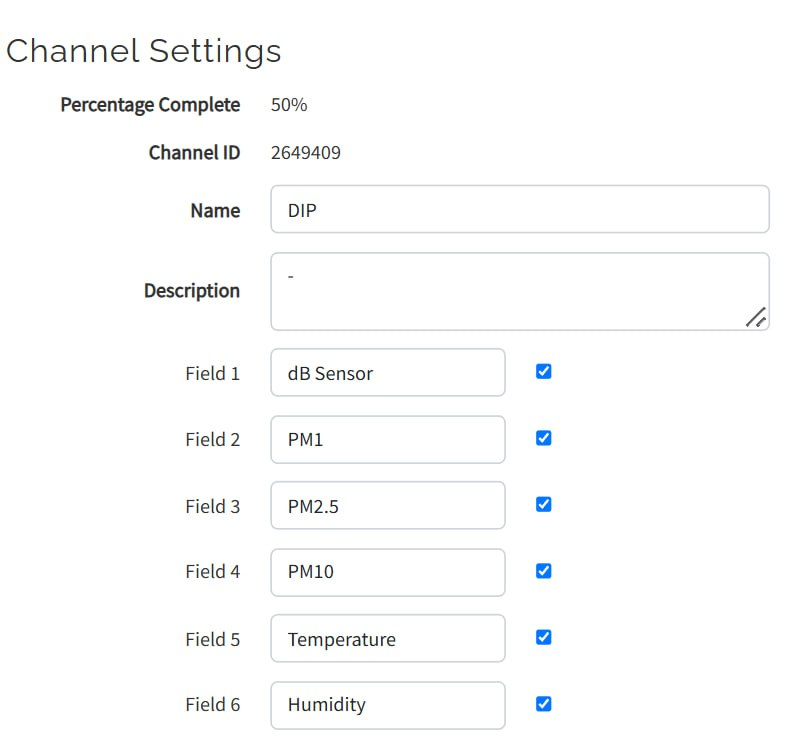 Channel Settings
Percentage Complete 50%
Channel ID 2649409
Name DIP
Description -
Field 1 dB Sensor
Field 2 PM1
Field 3 PM2.5
Field 4 PM10
Field 5 Temperature
Field 6 Humidity